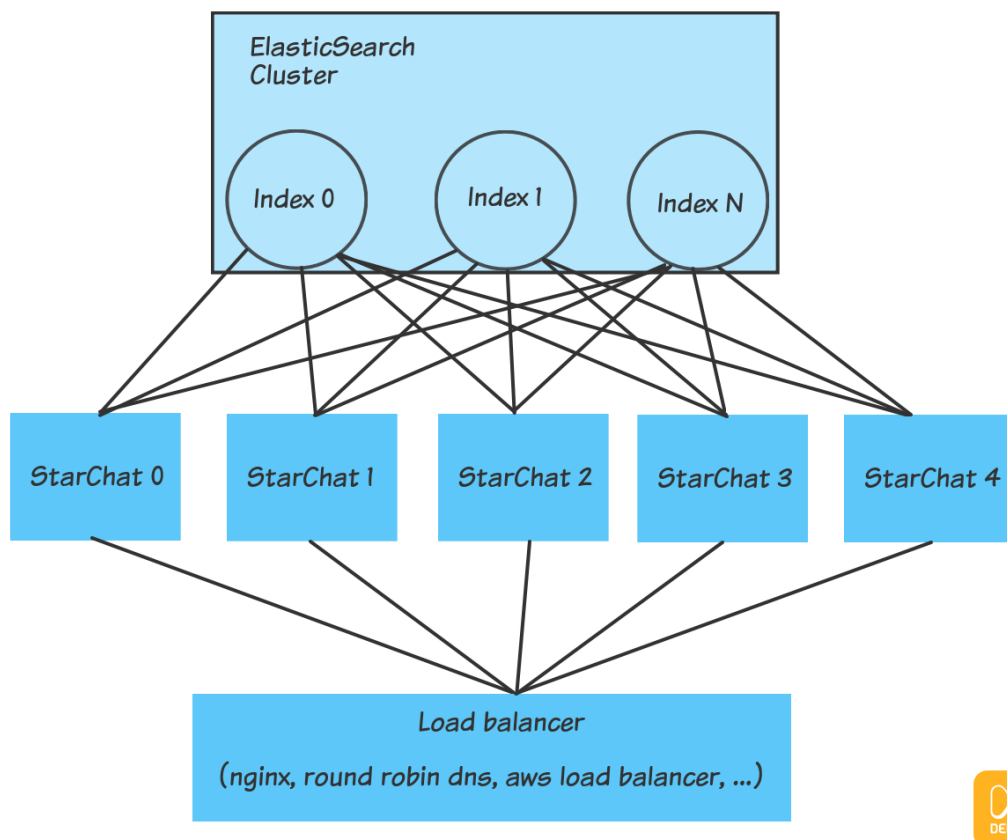 ElasticSearch
Cluster
Index 0
Index 1
Index N
StarChat 0
StarChat 1
StarChat 2
StarChat 3
StarChat 4
Load balancer
(nginx, round robin dns, aws load balancer, ...)